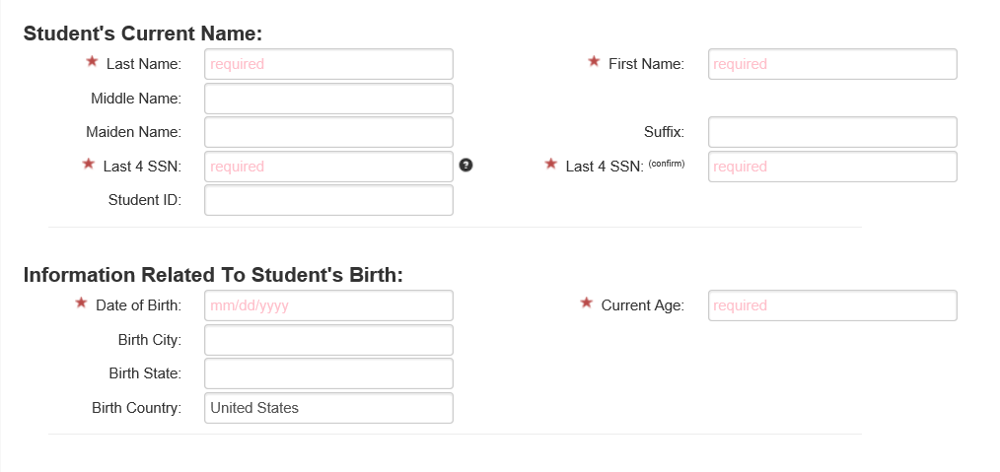 Student's Current Name:
Last Name: required First Name: required
Middle Name:
Maiden Name: Suffix:
Last 4 SSN: required ? Last 4 SSN: (confirm) required
Student ID:
Information Related To Student's Birth:
Date of Birth: mm/dd/yyyy Current Age: required
Birth City:
Birth State:
Birth Country: United States